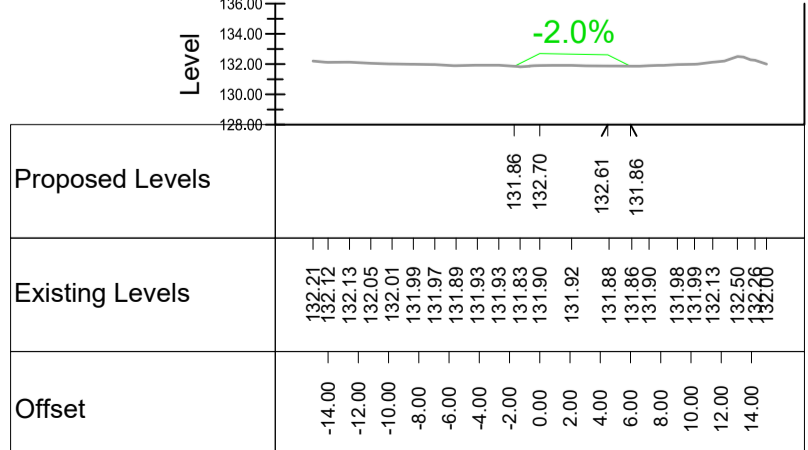 136.00
134.00
132.00
130.00
128.00
Level
-2.0%
Proposed Levels
131.86 132.70 132.61 131.86
Existing Levels
132.21 132.12 132.13 132.05 132.01 131.99 131.97 131.89 131.93 131.93 131.83 131.90 131.92 131.88 131.86 131.90 131.98 131.99 132.13 132.50 132.26 132.00
Offset
-14.00 -12.00 -10.00 -8.00 -6.00 -4.00 -2.00 0.00 2.00 4.00 6.00 8.00 10.00 12.00 14.00